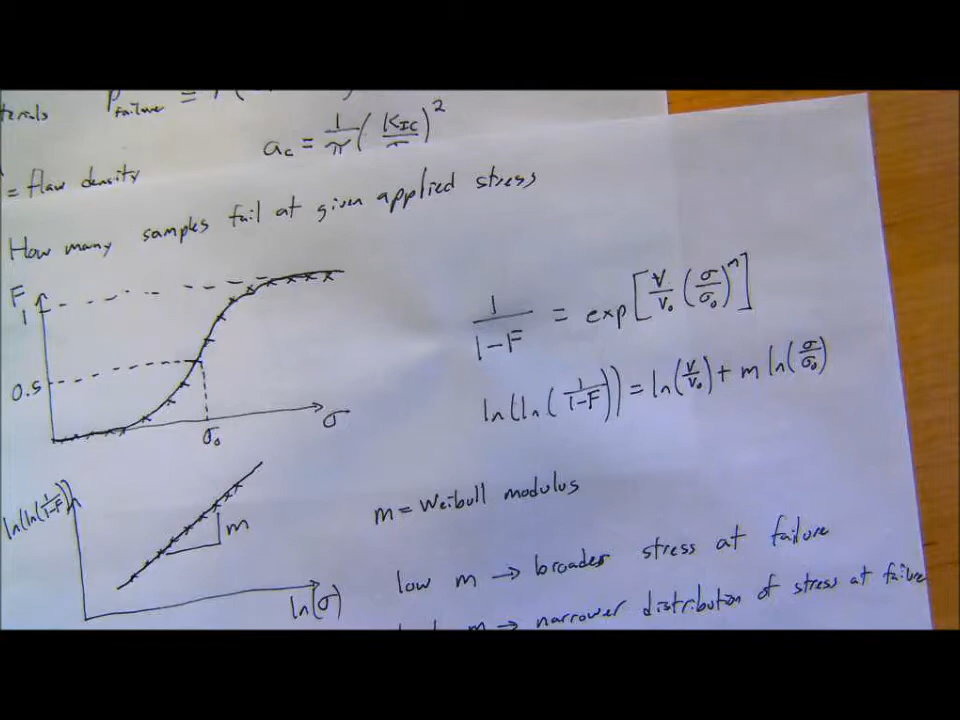 P failure =
a_c = 1/π ( K_IC/σ )²
= flaw density
How many samples fail at given applied stress
F
1
0.5
σ₀
σ
1/(1-F) = exp[ V/V₀ (σ/σ₀)^m ]
ln(ln(1/(1-F))) = ln(V/V₀) + m ln(σ/σ₀)
ln(ln(1/(1-F)))
m
ln(σ)
m = Weibull modulus
low m → broader stress at failure
m → narrower distribution of stress at failure